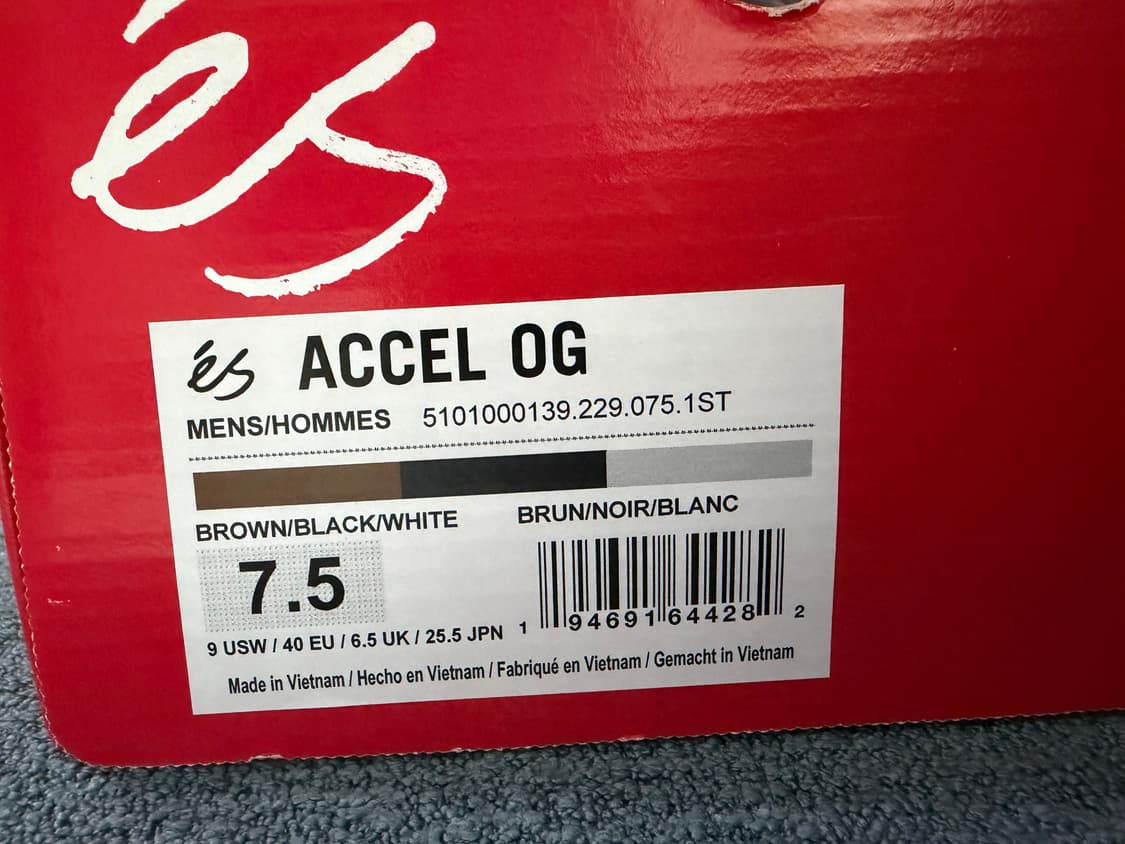 és
és ACCEL OG
MENS/HOMMES 5101000139.229.075.1ST
BROWN/BLACK/WHITE BRUN/NOIR/BLANC
7.5
9 USW / 40 EU / 6.5 UK / 25.5 JPN
1 94691 64428 2
Made in Vietnam / Hecho en Vietnam / Fabriqué en Vietnam / Gemacht in Vietnam